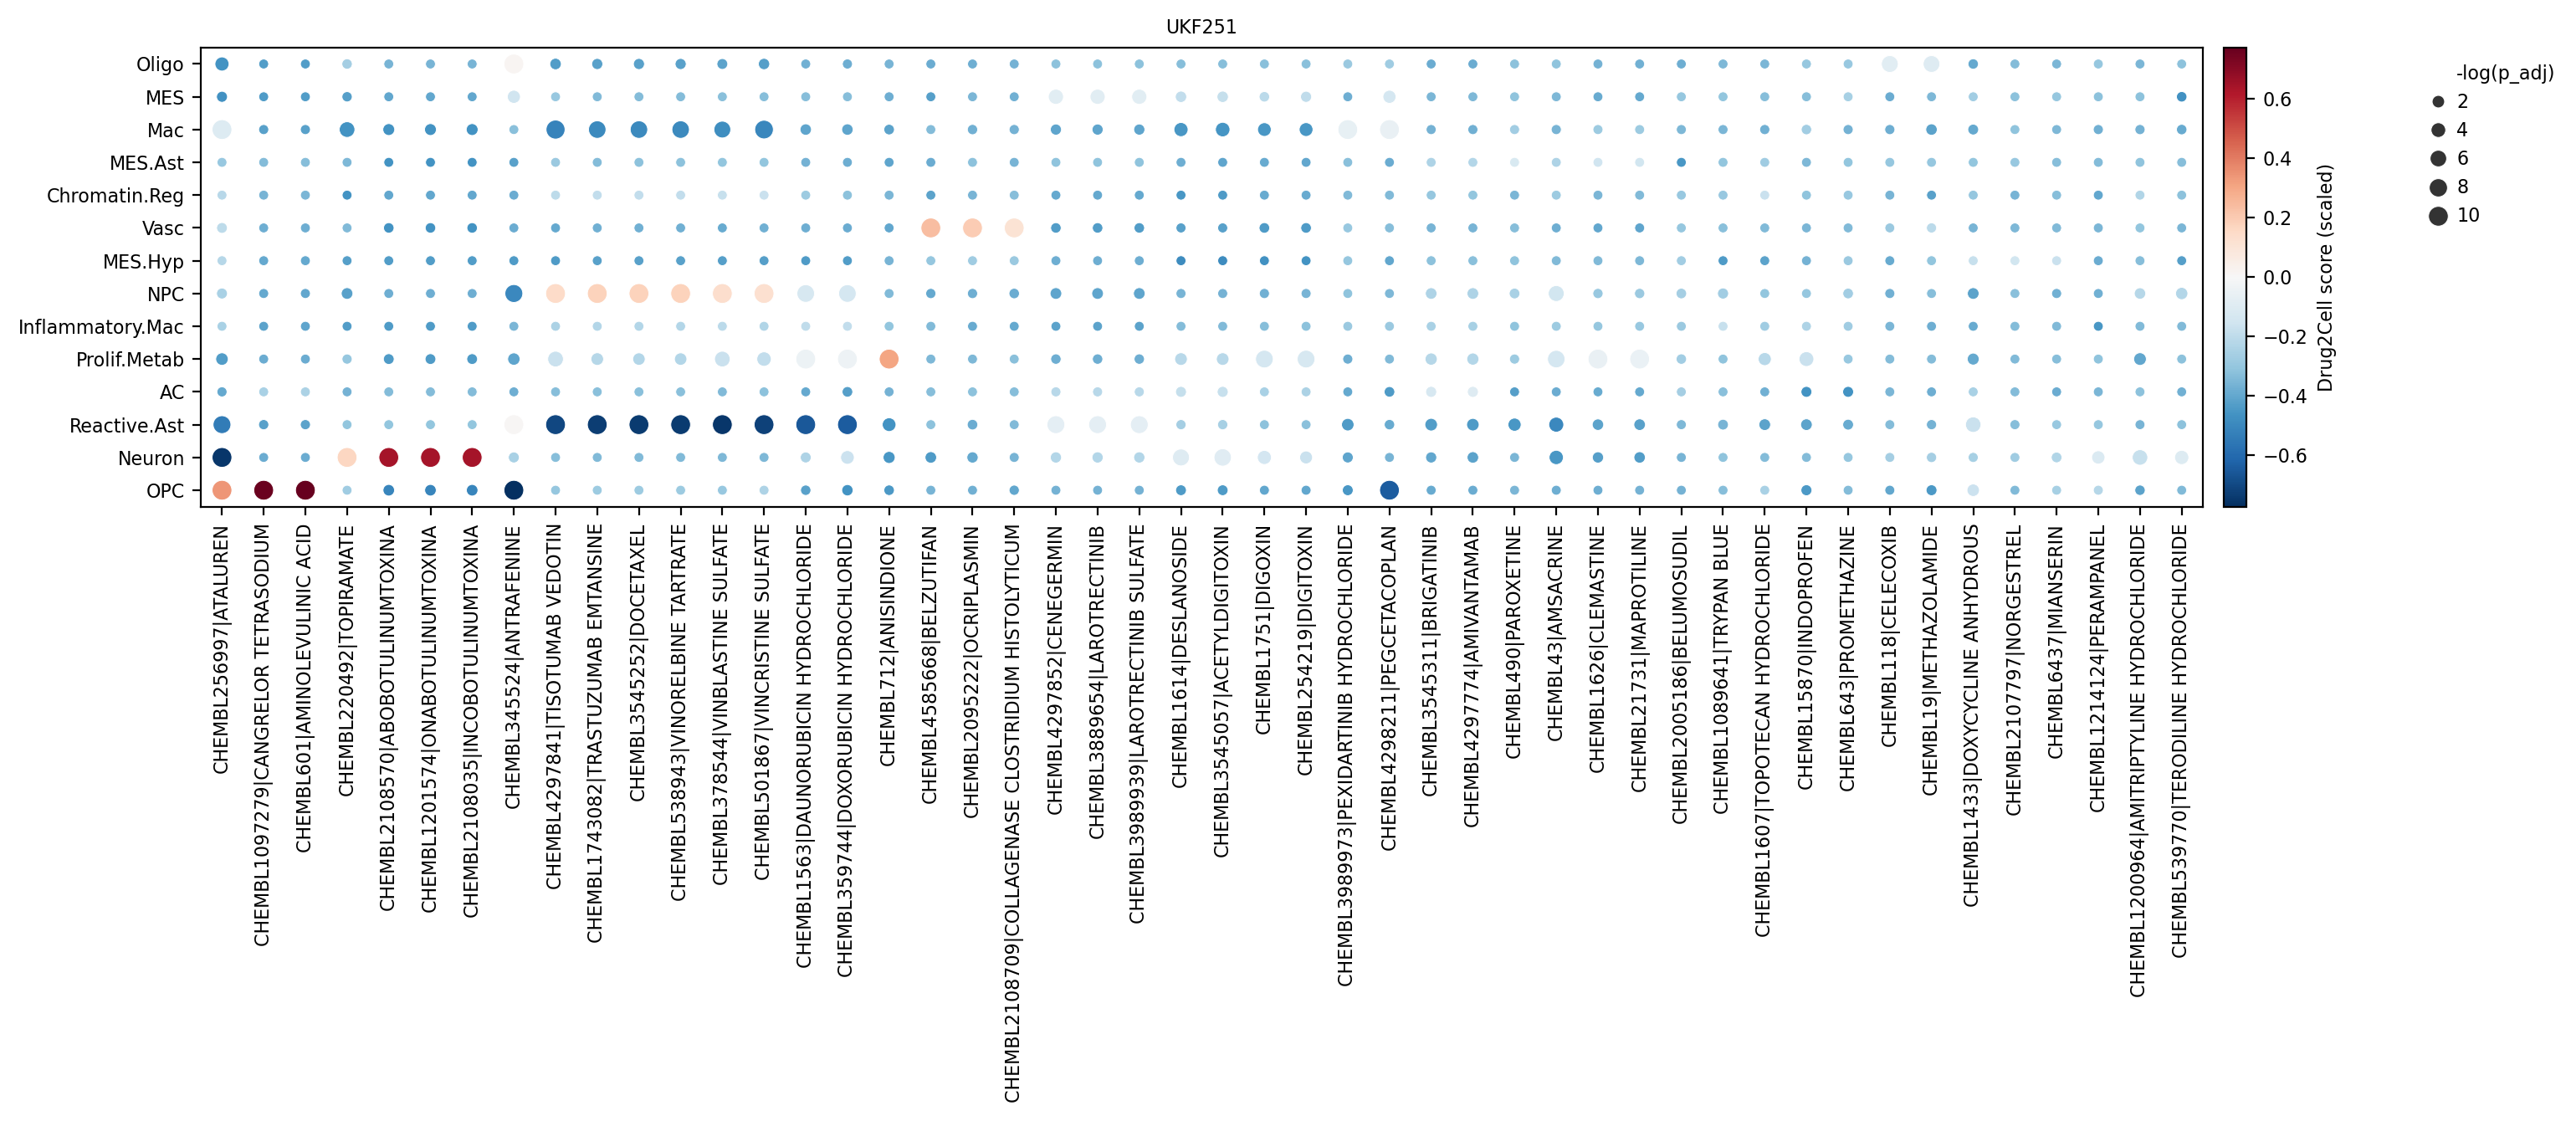 UKF251
Oligo
MES
Mac
MES.Ast
Chromatin.Reg
Vasc
MES.Hyp
NPC
Inflammatory.Mac
Prolif.Metab
AC
Reactive.Ast
Neuron
OPC
CHEMBL256997|ATALUREN
CHEMBL1097279|CANGRELOR TETRASODIUM
CHEMBL601|AMINOLEVULINIC ACID
CHEMBL220492|TOPIRAMATE
CHEMBL2108570|ABOBOTULINUMTOXINA
CHEMBL1201574|ONABOTULINUMTOXINA
CHEMBL2108035|INCOBOTULINUMTOXINA
CHEMBL345524|ANTRAFENINE
CHEMBL4297841|TISOTUMAB VEDOTIN
CHEMBL1743082|TRASTUZUMAB EMTANSINE
CHEMBL3545252|DOCETAXEL
CHEMBL538943|VINORELBINE TARTRATE
CHEMBL378544|VINBLASTINE SULFATE
CHEMBL501867|VINCRISTINE SULFATE
CHEMBL1563|DAUNORUBICIN HYDROCHLORIDE
CHEMBL359744|DOXORUBICIN HYDROCHLORIDE
CHEMBL712|ANISINDIONE
CHEMBL4585668|BELZUTIFAN
CHEMBL2095222|OCRIPLASMIN
CHEMBL2108709|COLLAGENASE CLOSTRIDIUM HISTOLYTICUM
CHEMBL4297852|CENEGERMIN
CHEMBL3889654|LAROTRECTINIB
CHEMBL3989939|LAROTRECTINIB SULFATE
CHEMBL1614|DESLANOSIDE
CHEMBL3545057|ACETYLDIGITOXIN
CHEMBL1751|DIGOXIN
CHEMBL254219|DIGITOXIN
CHEMBL3989973|PEXIDARTINIB HYDROCHLORIDE
CHEMBL4298211|PEGCETACOPLAN
CHEMBL3545311|BRIGATINIB
CHEMBL4297774|AMIVANTAMAB
CHEMBL490|PAROXETINE
CHEMBL43|AMSACRINE
CHEMBL1626|CLEMASTINE
CHEMBL21731|MAPROTILINE
CHEMBL2005186|BELUMOSUDIL
CHEMBL1089641|TRYPAN BLUE
CHEMBL1607|TOPOTECAN HYDROCHLORIDE
CHEMBL15870|INDOPROFEN
CHEMBL643|PROMETHAZINE
CHEMBL118|CELECOXIB
CHEMBL19|METHAZOLAMIDE
CHEMBL1433|DOXYCYCLINE ANHYDROUS
CHEMBL2107797|NORGESTREL
CHEMBL6437|MIANSERIN
CHEMBL1214124|PERAMPANEL
CHEMBL1200964|AMITRIPTYLINE HYDROCHLORIDE
CHEMBL539770|TERODILINE HYDROCHLORIDE
0.6
0.4
0.2
0.0
−0.2
−0.4
−0.6
Drug2Cell score (scaled)
-log(p_adj)
2
4
6
8
10